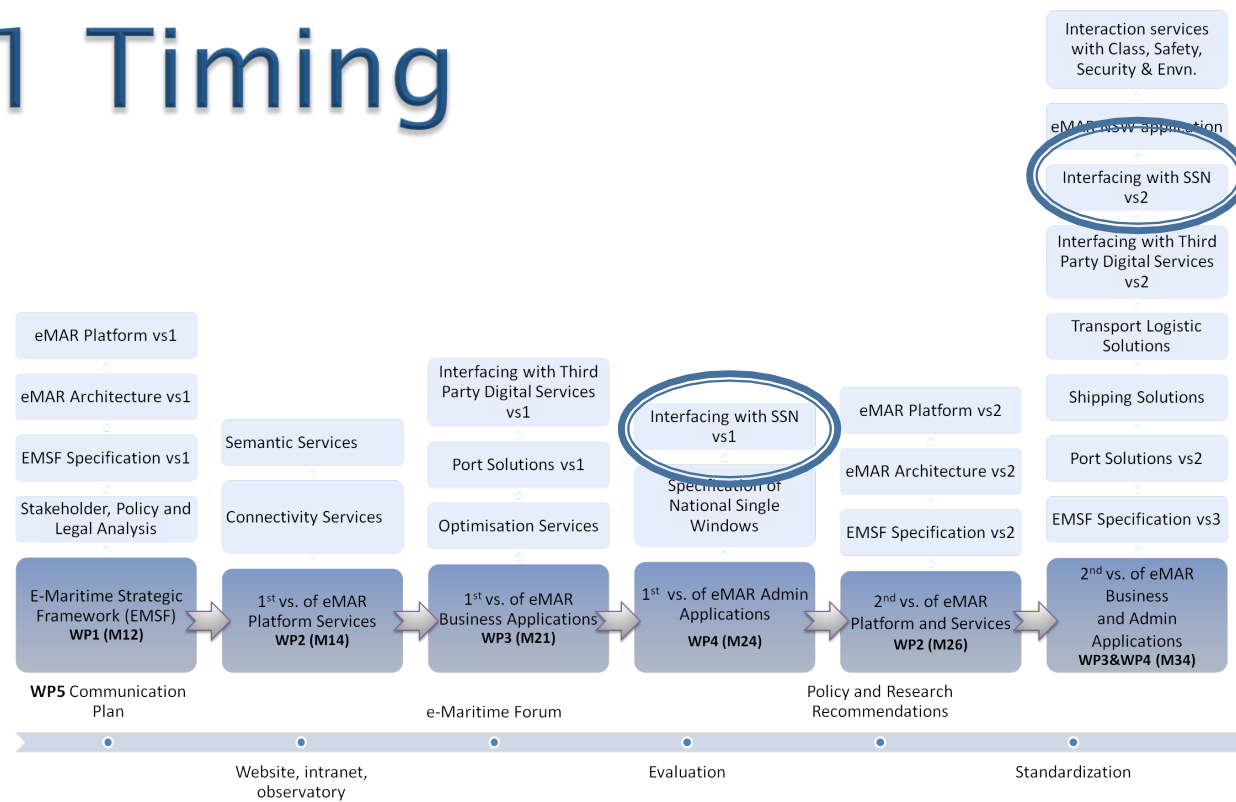 1 Timing
Interaction services
with Class, Safety,
Security & Envn.
eMAR NSW application
Interfacing with SSN
vs2
Interfacing with Third
Party Digital Services
vs2
Transport Logistic
Solutions
Shipping Solutions
Port Solutions vs2
EMSF Specification vs3
eMAR Platform vs1
eMAR Architecture vs1
EMSF Specification vs1
Stakeholder, Policy and
Legal Analysis
Semantic Services
Connectivity Services
Interfacing with Third
Party Digital Services
vs1
Port Solutions vs1
Optimisation Services
Interfacing with SSN
vs1
Specification of
National Single
Windows
eMAR Platform vs2
eMAR Architecture vs2
EMSF Specification vs2
E-Maritime Strategic
Framework (EMSF)
WP1 (M12)
1st vs. of eMAR
Platform Services
WP2 (M14)
1st vs. of eMAR
Business Applications
WP3 (M21)
1st vs. of eMAR Admin
Applications
WP4 (M24)
2nd vs. of eMAR
Platform and Services
WP2 (M26)
2nd vs. of eMAR
Business
and Admin
Applications
WP3&WP4 (M34)
WP5 Communication
Plan
e-Maritime Forum
Policy and Research
Recommendations
Website, intranet,
observatory
Evaluation
Standardization